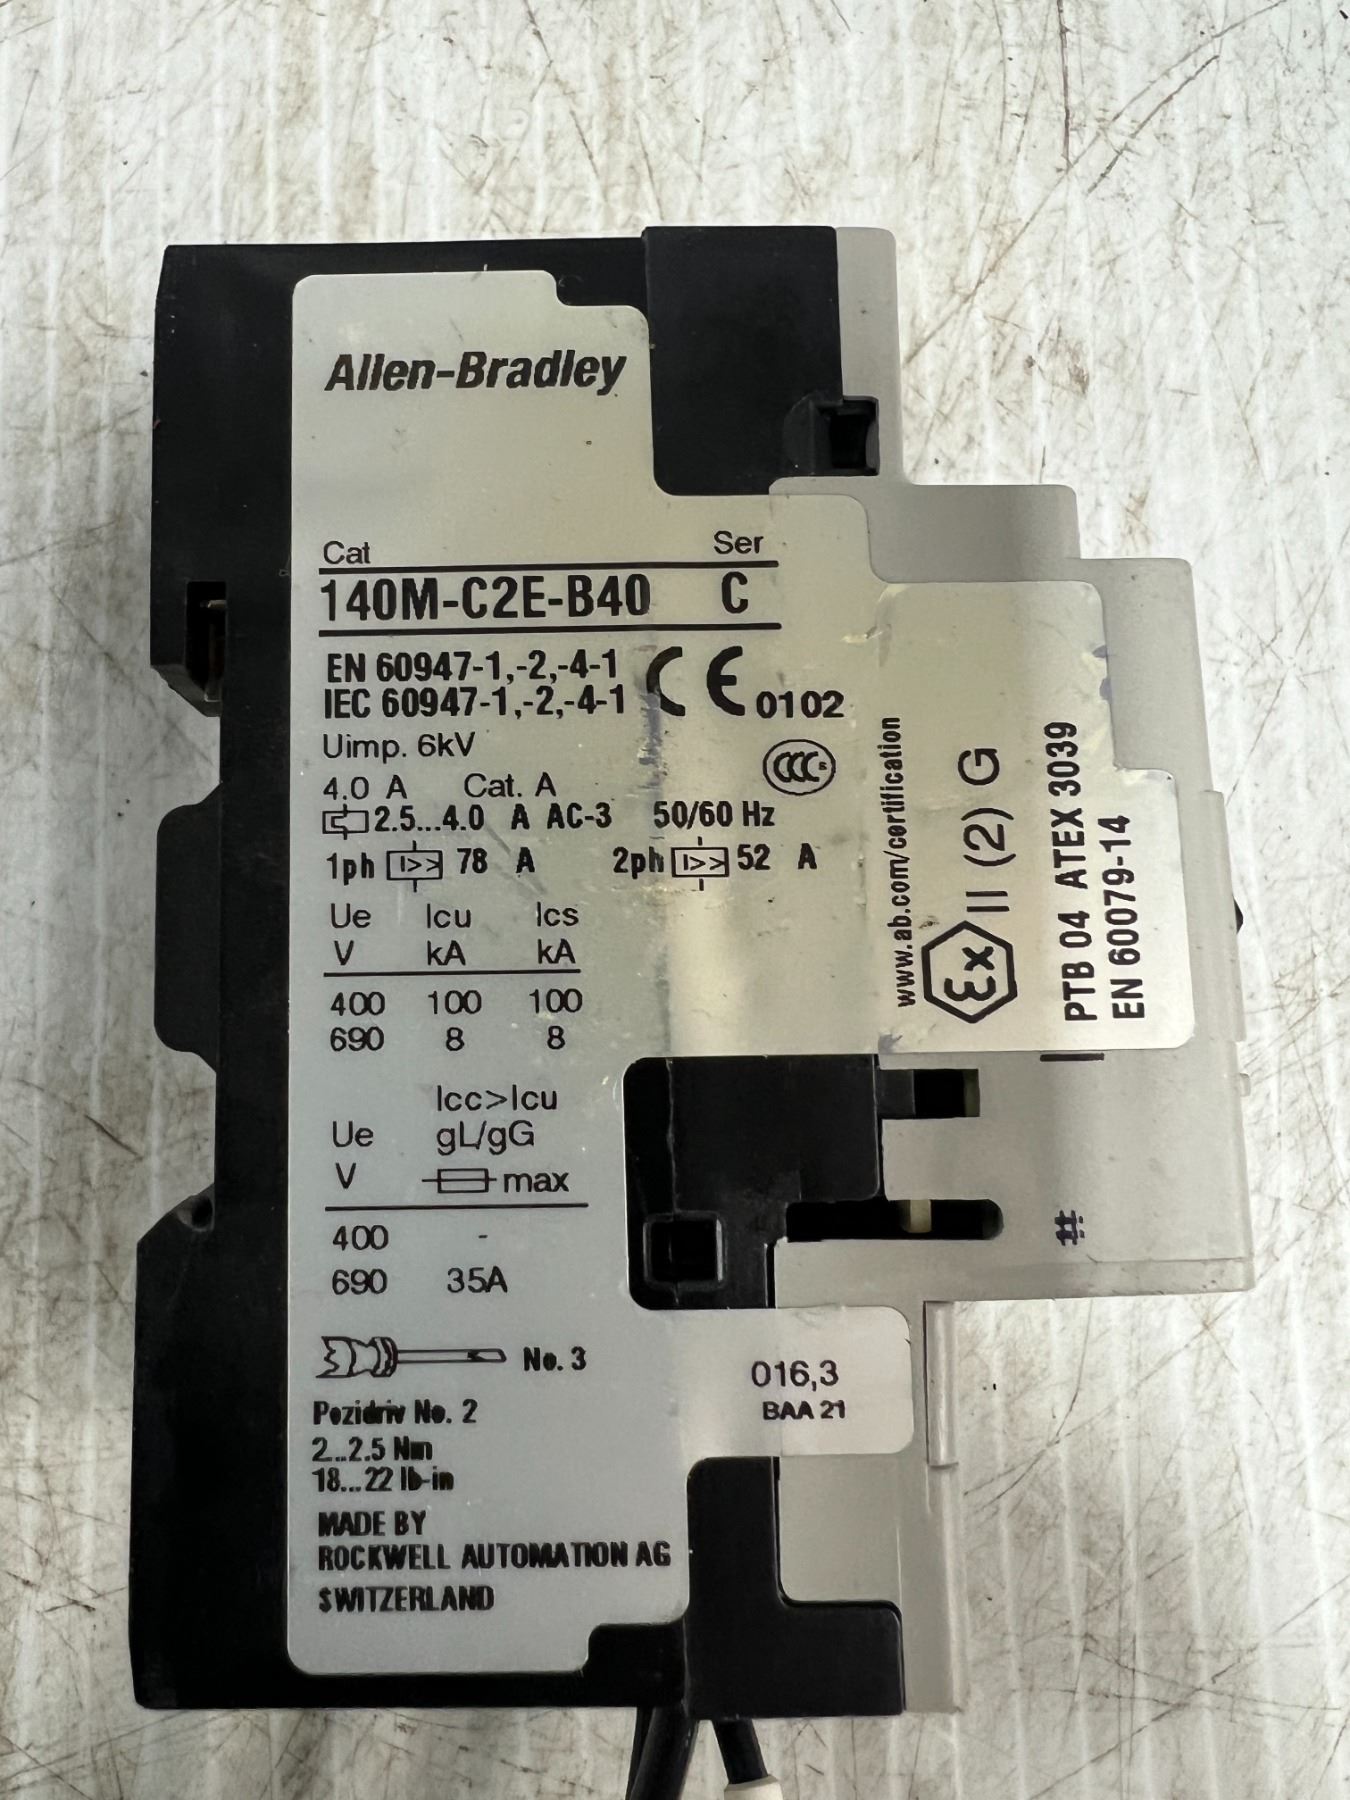 Allen-Bradley
Cat Ser
140M-C2E-B40 C
EN 60947-1,-2,-4-1
IEC 60947-1,-2,-4-1
CE 0102
Uimp. 6kV
CCC S
4.0 A Cat. A
2.5...4.0 A AC-3 50/60 Hz
1ph I>> 78 A 2ph I>> 52 A
Ue Icu Ics
V kA kA
400 100 100
690 8 8
Icc>Icu
Ue gL/gG
V max
400 -
690 35A
No. 3
Pozidriv No. 2
2...2.5 Nm
18...22 lb-in
MADE BY
ROCKWELL AUTOMATION AG
SWITZERLAND
016,3
BAA 21
www.ab.com/certification
Ex II (2) G
PTB 04 ATEX 3039
EN 60079-14
#